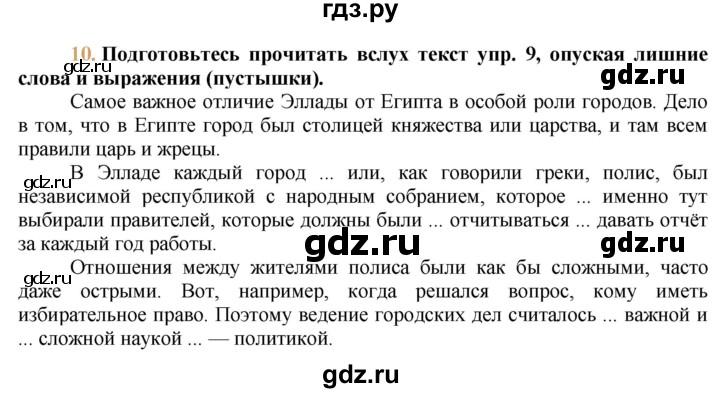 гдз.ру
10. Подготовьтесь прочитать вслух текст упр. 9, опуская лишние
слова и выражения (пустышки).
gdz.ru
gdz.ru
Самое важное отличие Эллады от Египта в особой роли городов. Дело
в том, что в Египте город был столицей княжества или царства, и там всем
правили царь и жрецы.
gdz.ru
В Элладе каждый город ... или, как говорили греки, полис, был
gdz.ru
независимой республикой с народным собранием, которое ... именно тут
выбирали правителей, которые должны были ... отчитываться ... давать отчёт
за каждый год работы.
gdz.ru
Отношения между жителями полиса были как бы сложными, часто
gdz.ru
даже острыми. Вот, например, когда решался вопрос, кому иметь
gdz.ru
избирательное право. Поэтому ведение городских дел считалось ... важной и
... сложной наукой ... — политикой.
gdz.ru